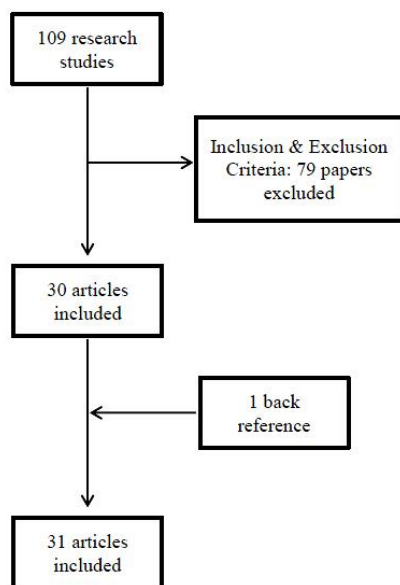 109 research
studies
Inclusion & Exclusion
Criteria: 79 papers
excluded
30 articles
included
1 back
reference
31 articles
included